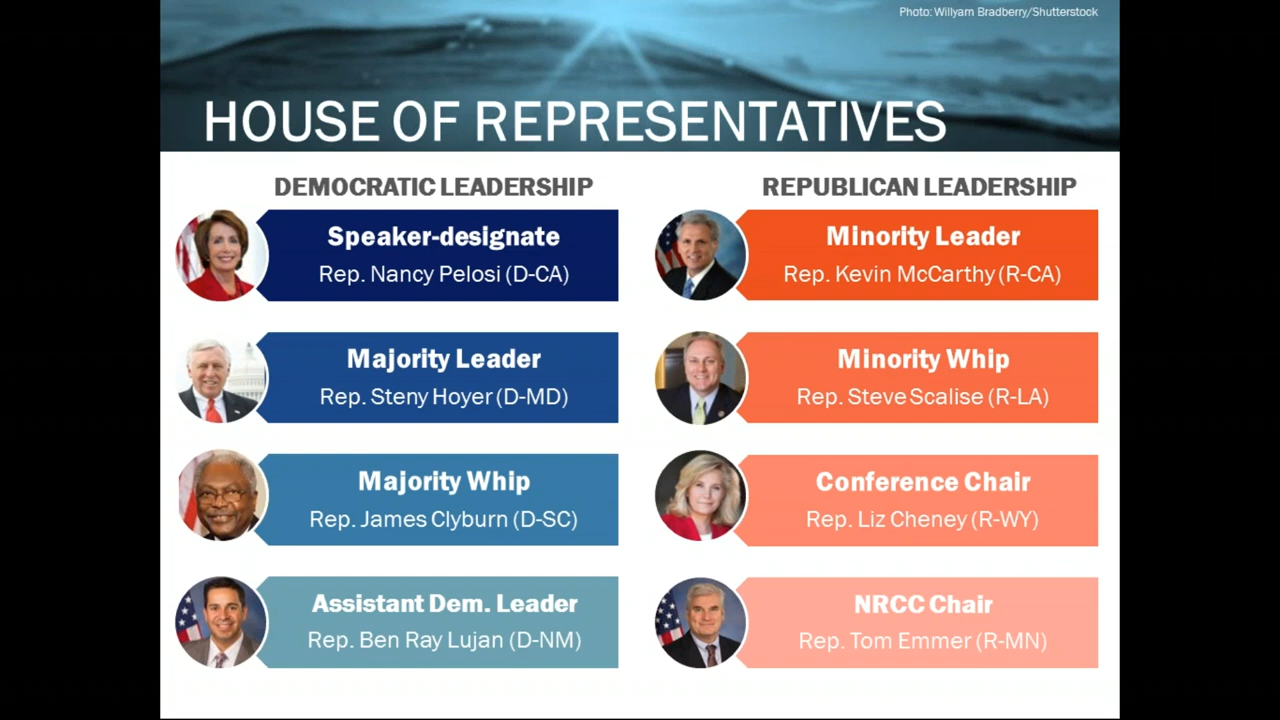 Photo: Willyam Bradberry/Shutterstock
HOUSE OF REPRESENTATIVES
DEMOCRATIC LEADERSHIP
Speaker-designate
Rep. Nancy Pelosi (D-CA)
Majority Leader
Rep. Steny Hoyer (D-MD)
Majority Whip
Rep. James Clyburn (D-SC)
Assistant Dem. Leader
Rep. Ben Ray Lujan (D-NM)
REPUBLICAN LEADERSHIP
Minority Leader
Rep. Kevin McCarthy (R-CA)
Minority Whip
Rep. Steve Scalise (R-LA)
Conference Chair
Rep. Liz Cheney (R-WY)
NRCC Chair
Rep. Tom Emmer (R-MN)